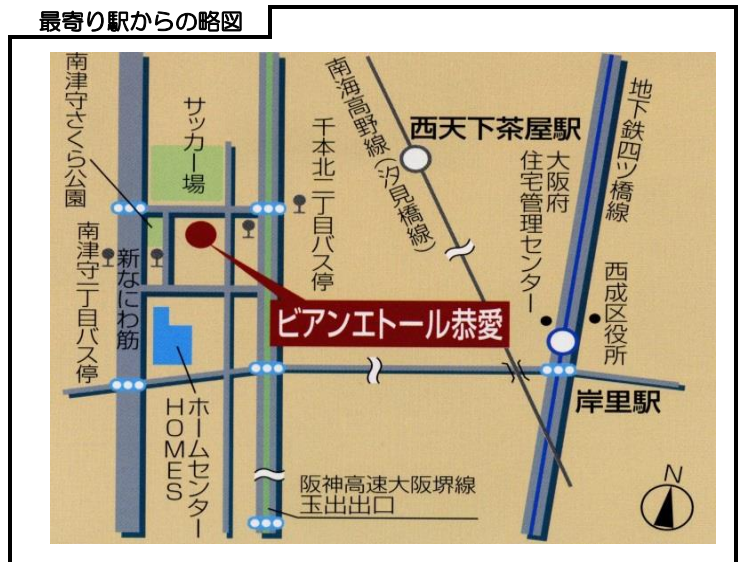 最寄り駅からの略図
南津守さくら公園
サッカー場
千本北二丁目バス停
南海高野線(汐見橋線)
西天下茶屋駅
大阪府
住宅管理センター
地下鉄四ツ橋線
西成区役所
南津守二丁目バス停
新なにわ筋
ビアンエトール恭愛
岸里駅
ホームセンター
HOMES
阪神高速大阪堺線
玉出出口
N